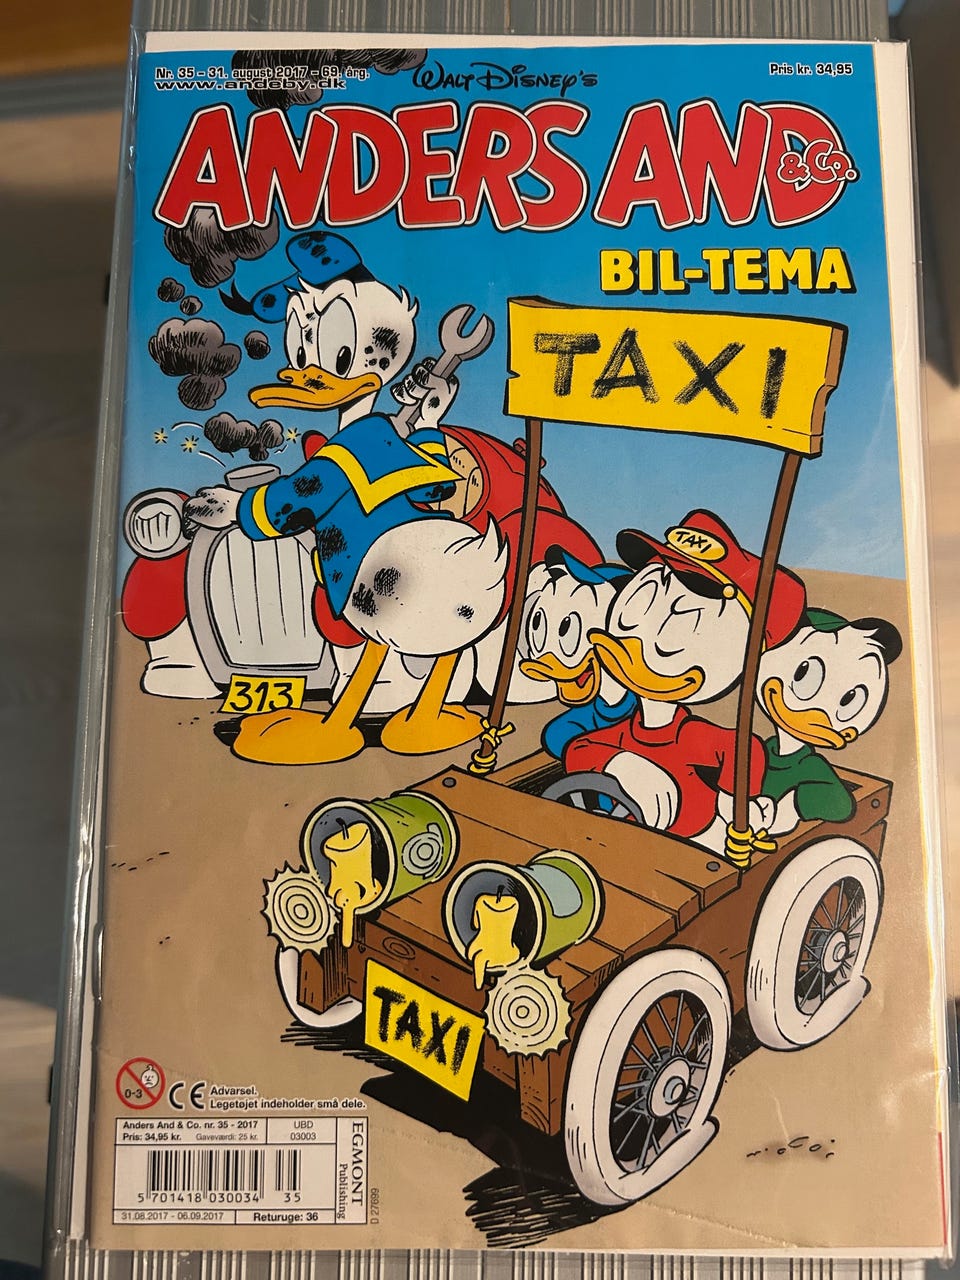 Nr. 35 - 31. august 2017 - 69. årg.
www.andeby.dk
Walt Disney's
Pris kr. 34,95
ANDERS AND
& Co.
BIL-TEMA
TAXI
TAXI
313
TAXI
0-3
CE
Advarsel.
Legetøjet indeholder små dele.
Anders And & Co. nr. 35 - 2017
Pris: 34,95 kr. Gaveværdi: 25 kr.
UBD
03003
5 701418 030034 35
31.08.2017 - 06.09.2017
Returuge: 36
EGMONT
Publishing
D 27699